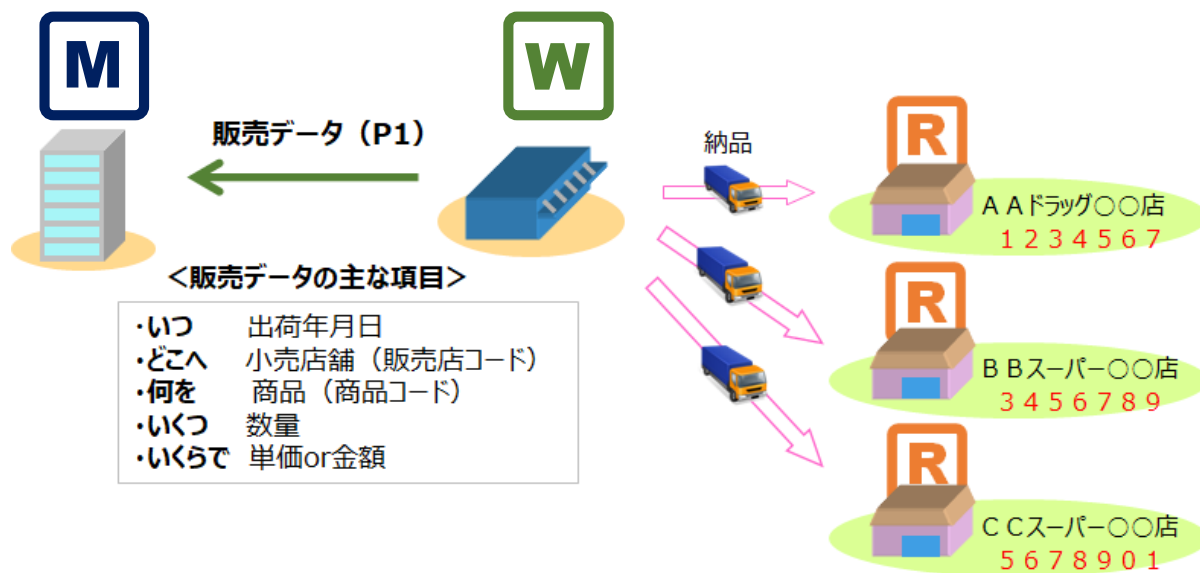 M
W
販売データ（P1）
納品
R
ＡＡドラッグ○○店
１２３４５６７
＜販売データの主な項目＞
・いつ　出荷年月日
・どこへ　小売店舗（販売店コード）
・何を　商品（商品コード）
・いくつ　数量
・いくらで　単価or金額
R
ＢＢスーパー○○店
３４５６７８９
R
ＣＣスーパー○○店
５６７８９０１